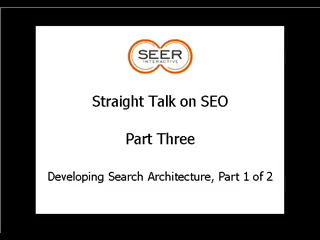 SEER
INTERACTIVE
Straight Talk on SEO
Part Three
Developing Search Architecture, Part 1 of 2